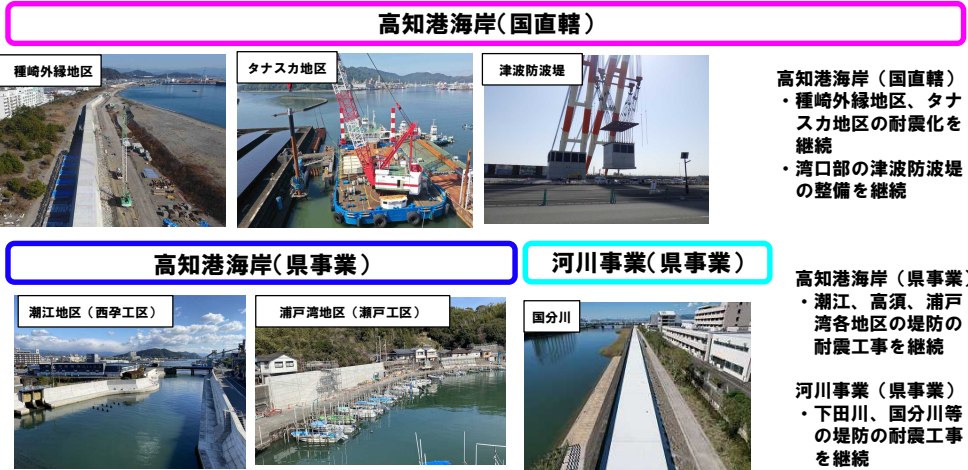 高知港海岸(国直轄)
種崎外縁地区
タナスカ地区
津波防波堤
高知港海岸（国直轄）
・種崎外縁地区、タナ
スカ地区の耐震化を
継続
・湾口部の津波防波堤
の整備を継続
高知港海岸(県事業)
河川事業(県事業)
潮江地区（西孕工区）
浦戸湾地区（瀬戸工区）
国分川
高知港海岸（県事業）
・潮江、高須、浦戸
湾各地区の堤防の
耐震工事を継続
河川事業（県事業）
・下田川、国分川等
の堤防の耐震工事
を継続